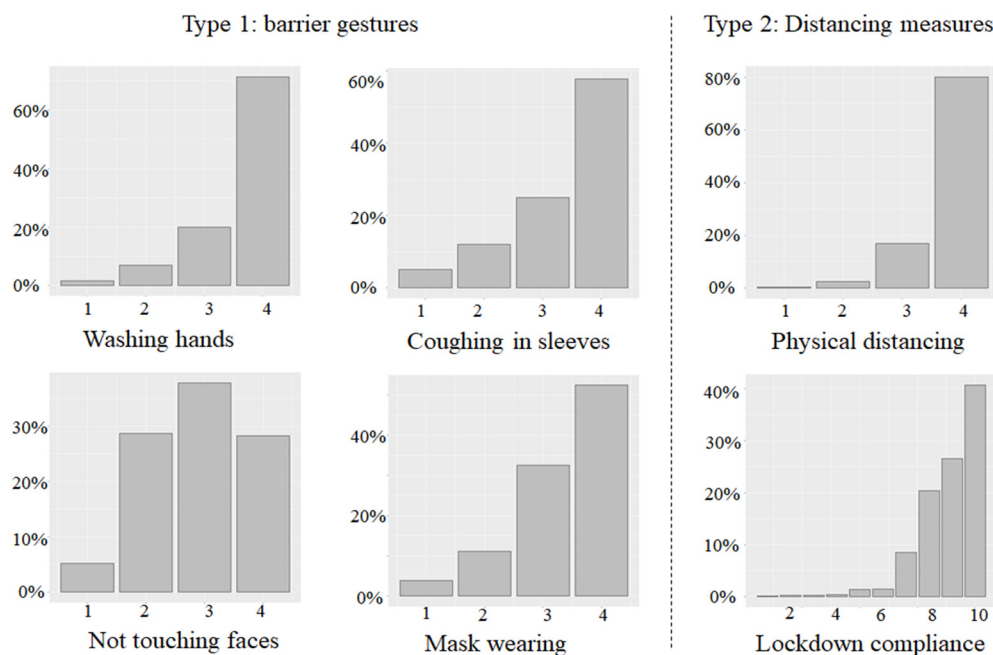 Type 1: barrier gestures
Type 2: Distancing measures
60%
40%
20%
0%
1 2 3 4
Washing hands
60%
40%
20%
0%
1 2 3 4
Coughing in sleeves
80%
60%
40%
20%
0%
1 2 3 4
Physical distancing
30%
20%
10%
0%
1 2 3 4
Not touching faces
40%
20%
0%
1 2 3 4
Mask wearing
40%
30%
20%
10%
0%
2 4 6 8 10
Lockdown compliance